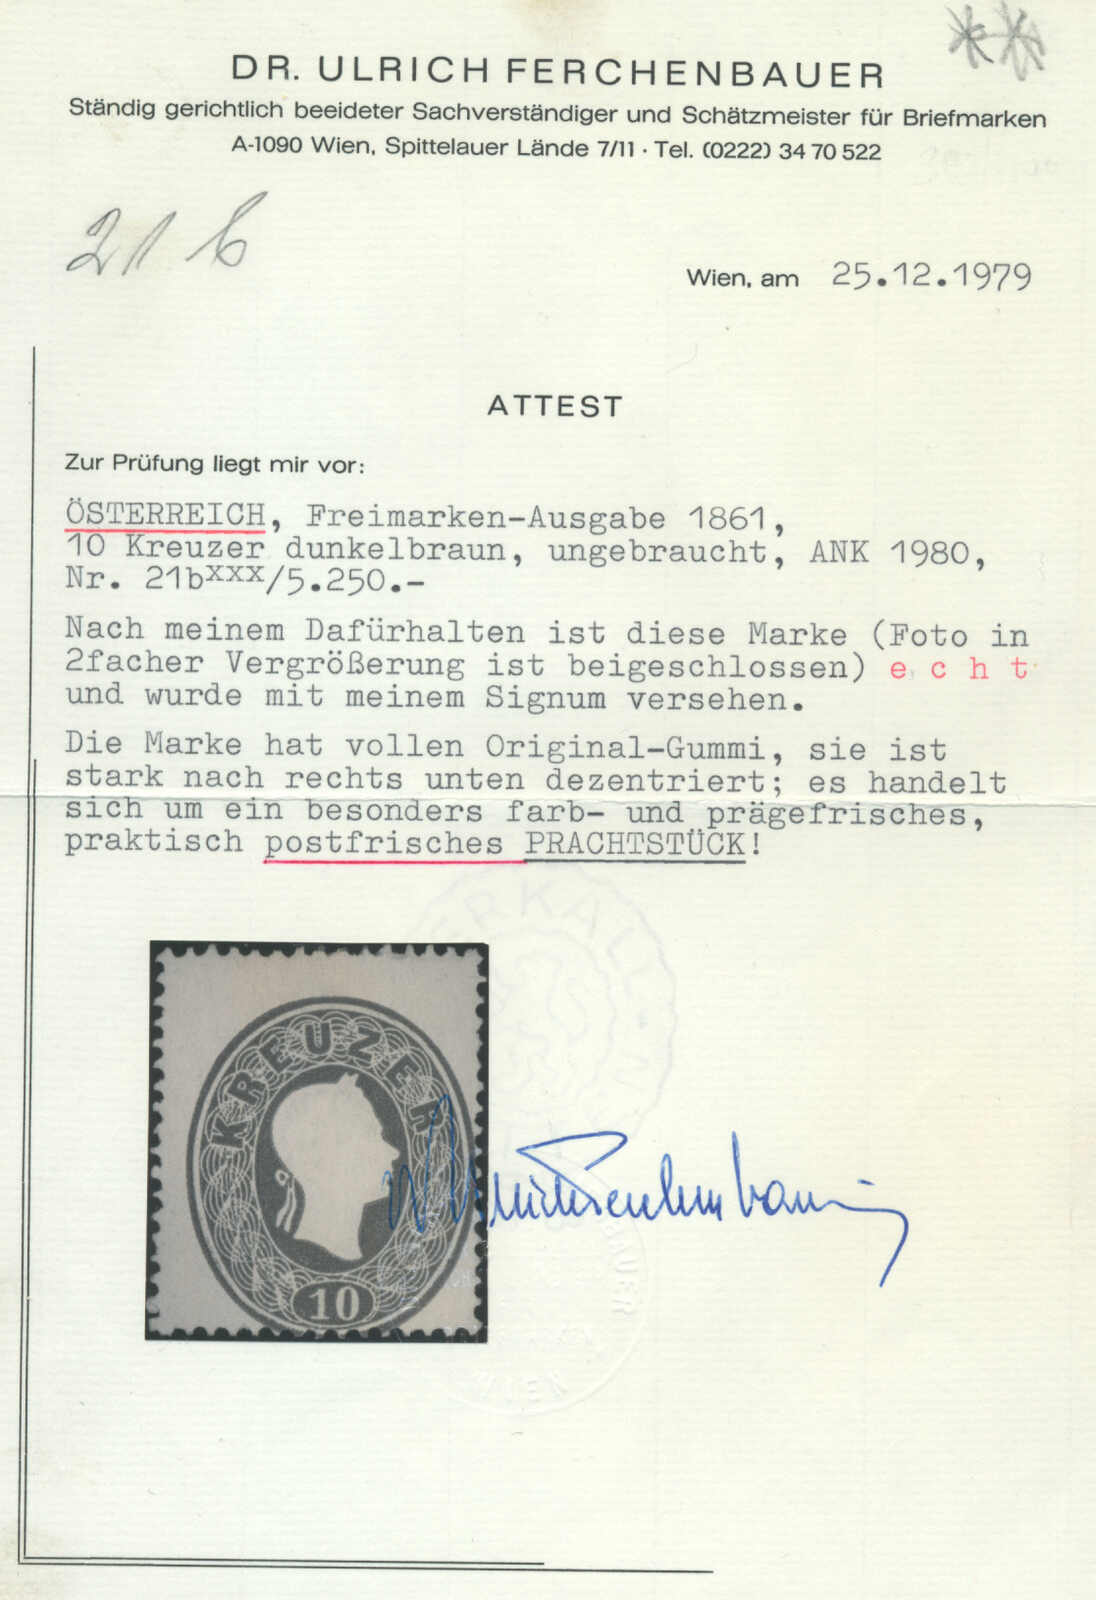 **
DR. ULRICH FERCHENBAUER
Ständig gerichtlich beeideter Sachverständiger und Schätzmeister für Briefmarken
A-1090 Wien, Spittelauer Lände 7/11 · Tel. (0222) 34 70 522
21 b
Wien, am 25.12.1979
ATTEST
Zur Prüfung liegt mir vor:
ÖSTERREICH, Freimarken-Ausgabe 1861,
10 Kreuzer dunkelbraun, ungebraucht, ANK 1980,
Nr. 21bxxx/5.250.-
Nach meinem Dafürhalten ist diese Marke (Foto in
2facher Vergrößerung ist beigeschlossen) e c h t
und wurde mit meinem Signum versehen.
Die Marke hat vollen Original-Gummi, sie ist
stark nach rechts unten dezentriert; es handelt
sich um ein besonders farb- und prägefrisches,
praktisch postfrisches PRACHTSTÜCK!
KREUZER
10
WIEN